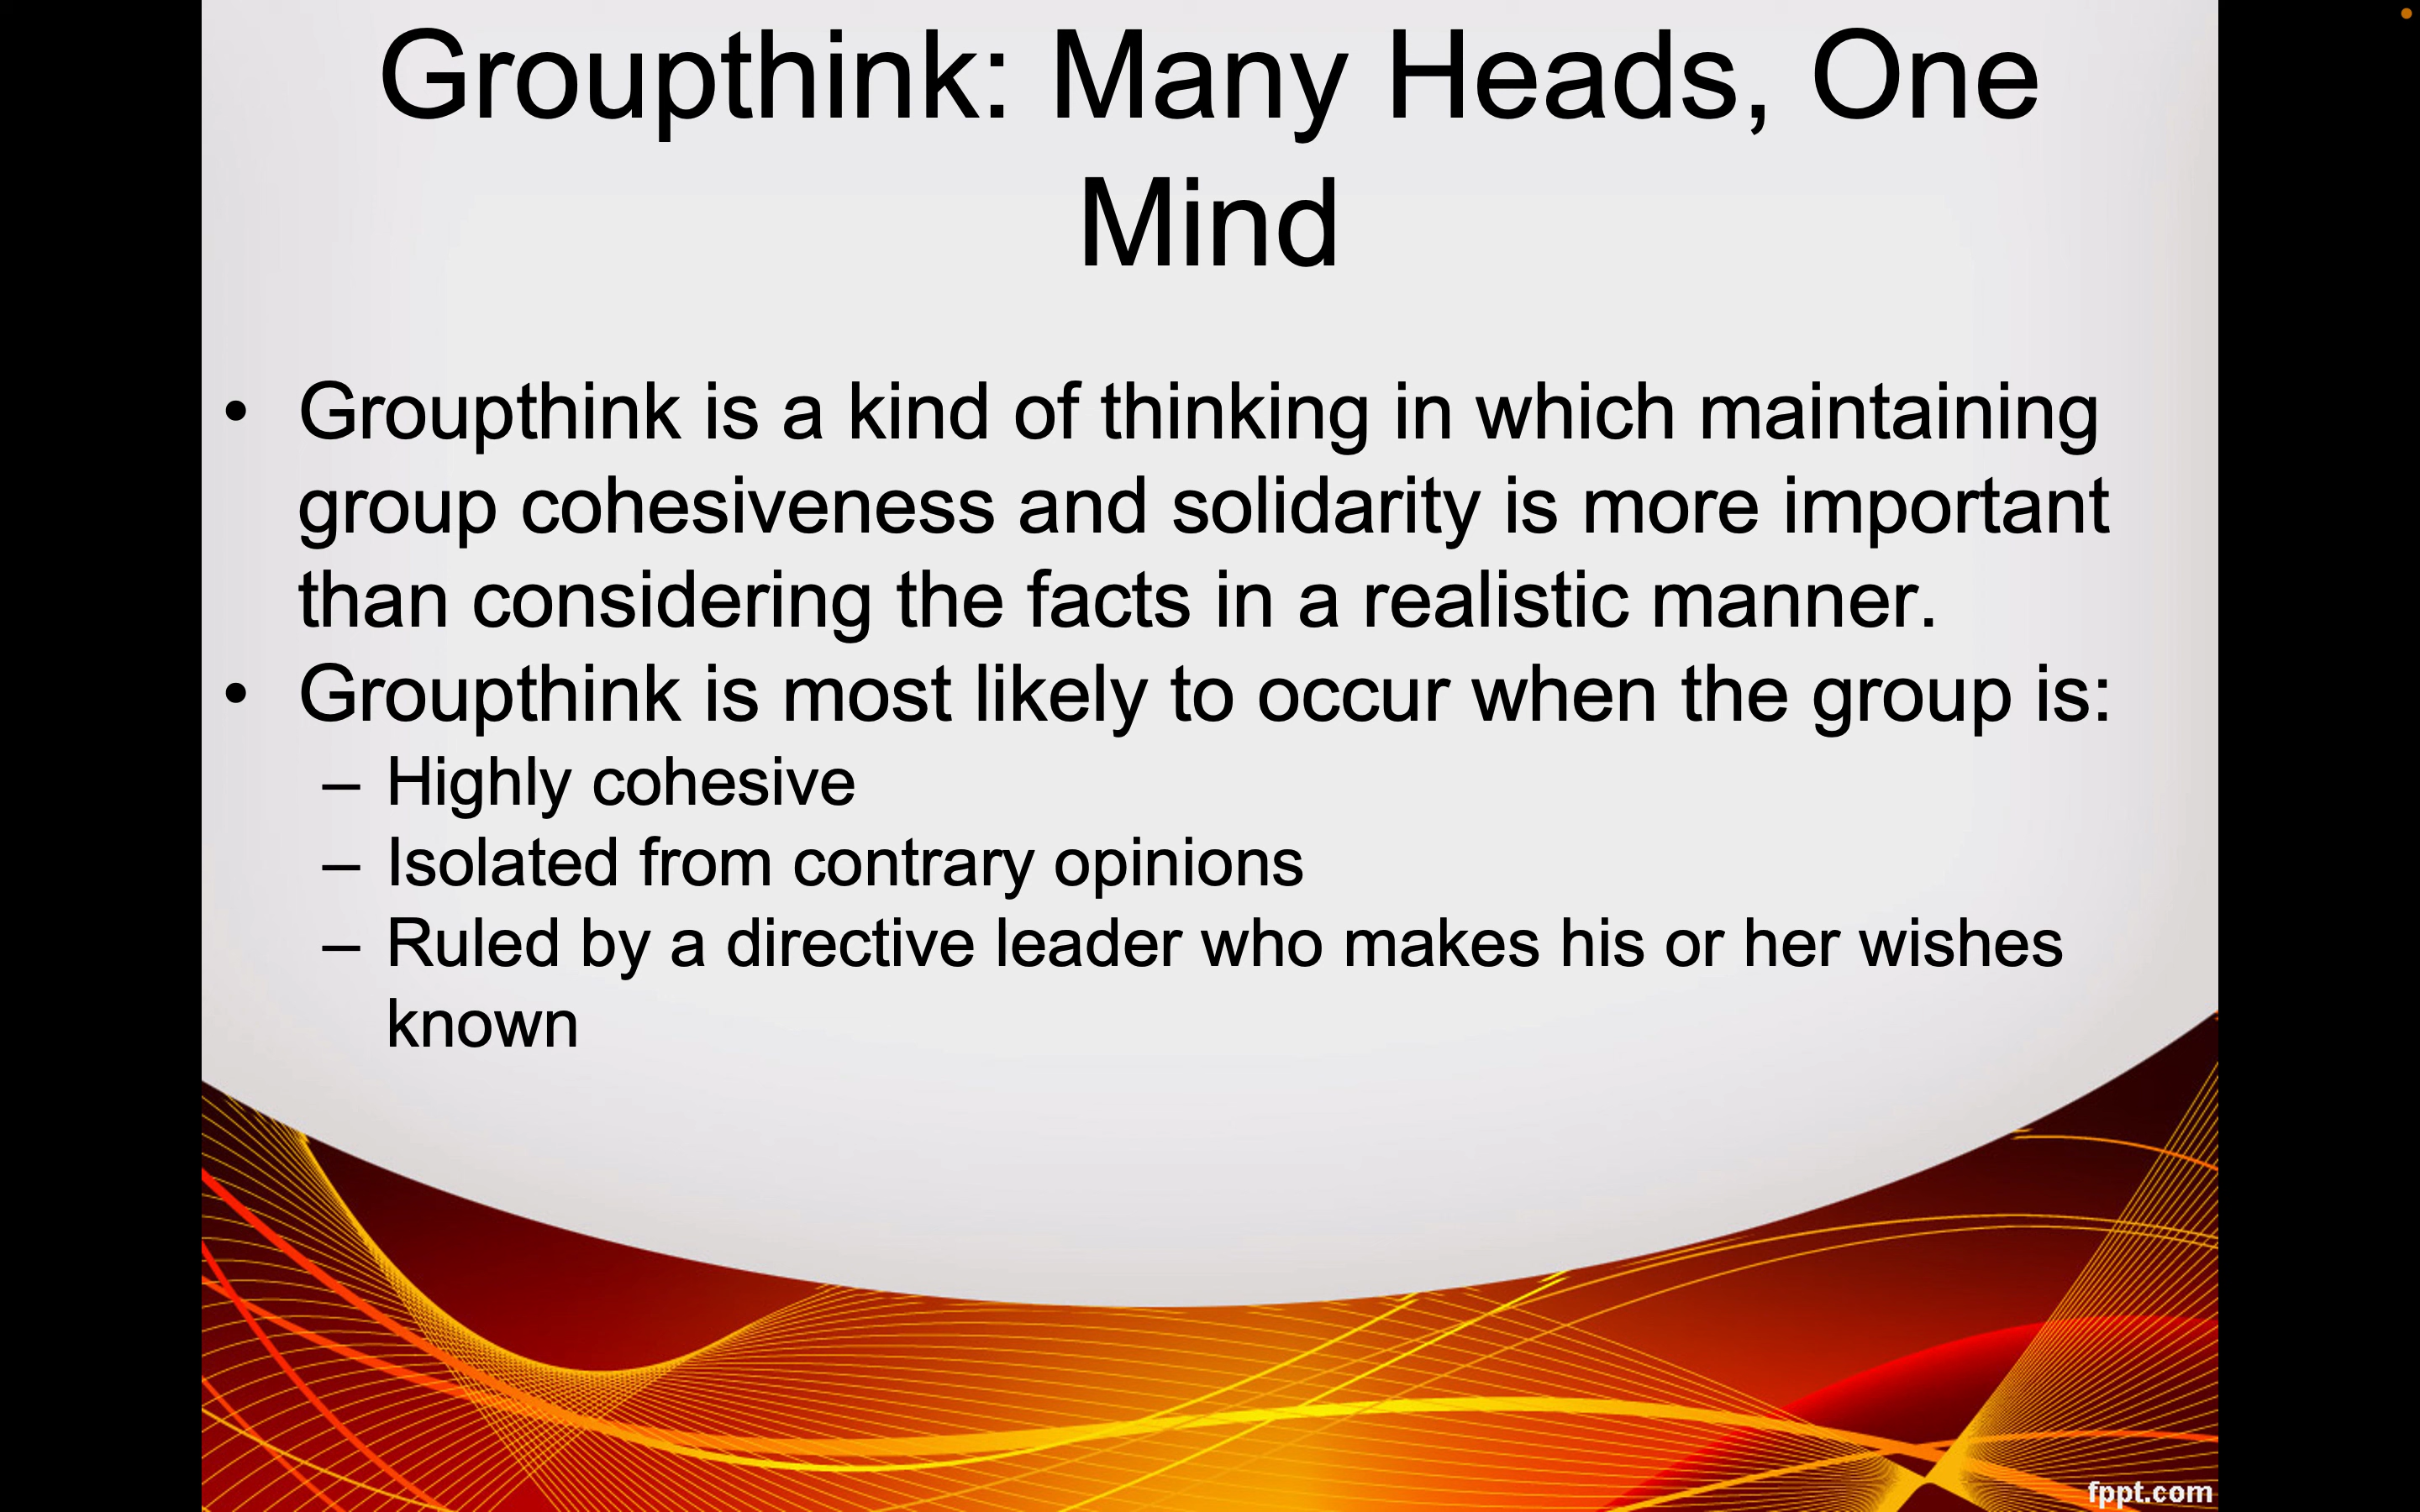 Groupthink: Many Heads, One
Mind
• Groupthink is a kind of thinking in which maintaining
group cohesiveness and solidarity is more important
than considering the facts in a realistic manner.
• Groupthink is most likely to occur when the group is:
– Highly cohesive
– Isolated from contrary opinions
– Ruled by a directive leader who makes his or her wishes
known
fppt.com